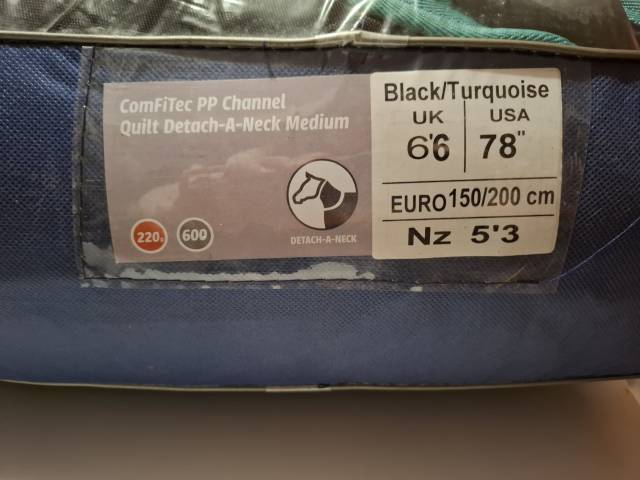 ComFiTec PP Channel
Quilt Detach-A-Neck Medium
220g 600
DETACH-A-NECK
Black/Turquoise
UK USA
6'6 78"
EURO 150/200 cm
Nz 5'3